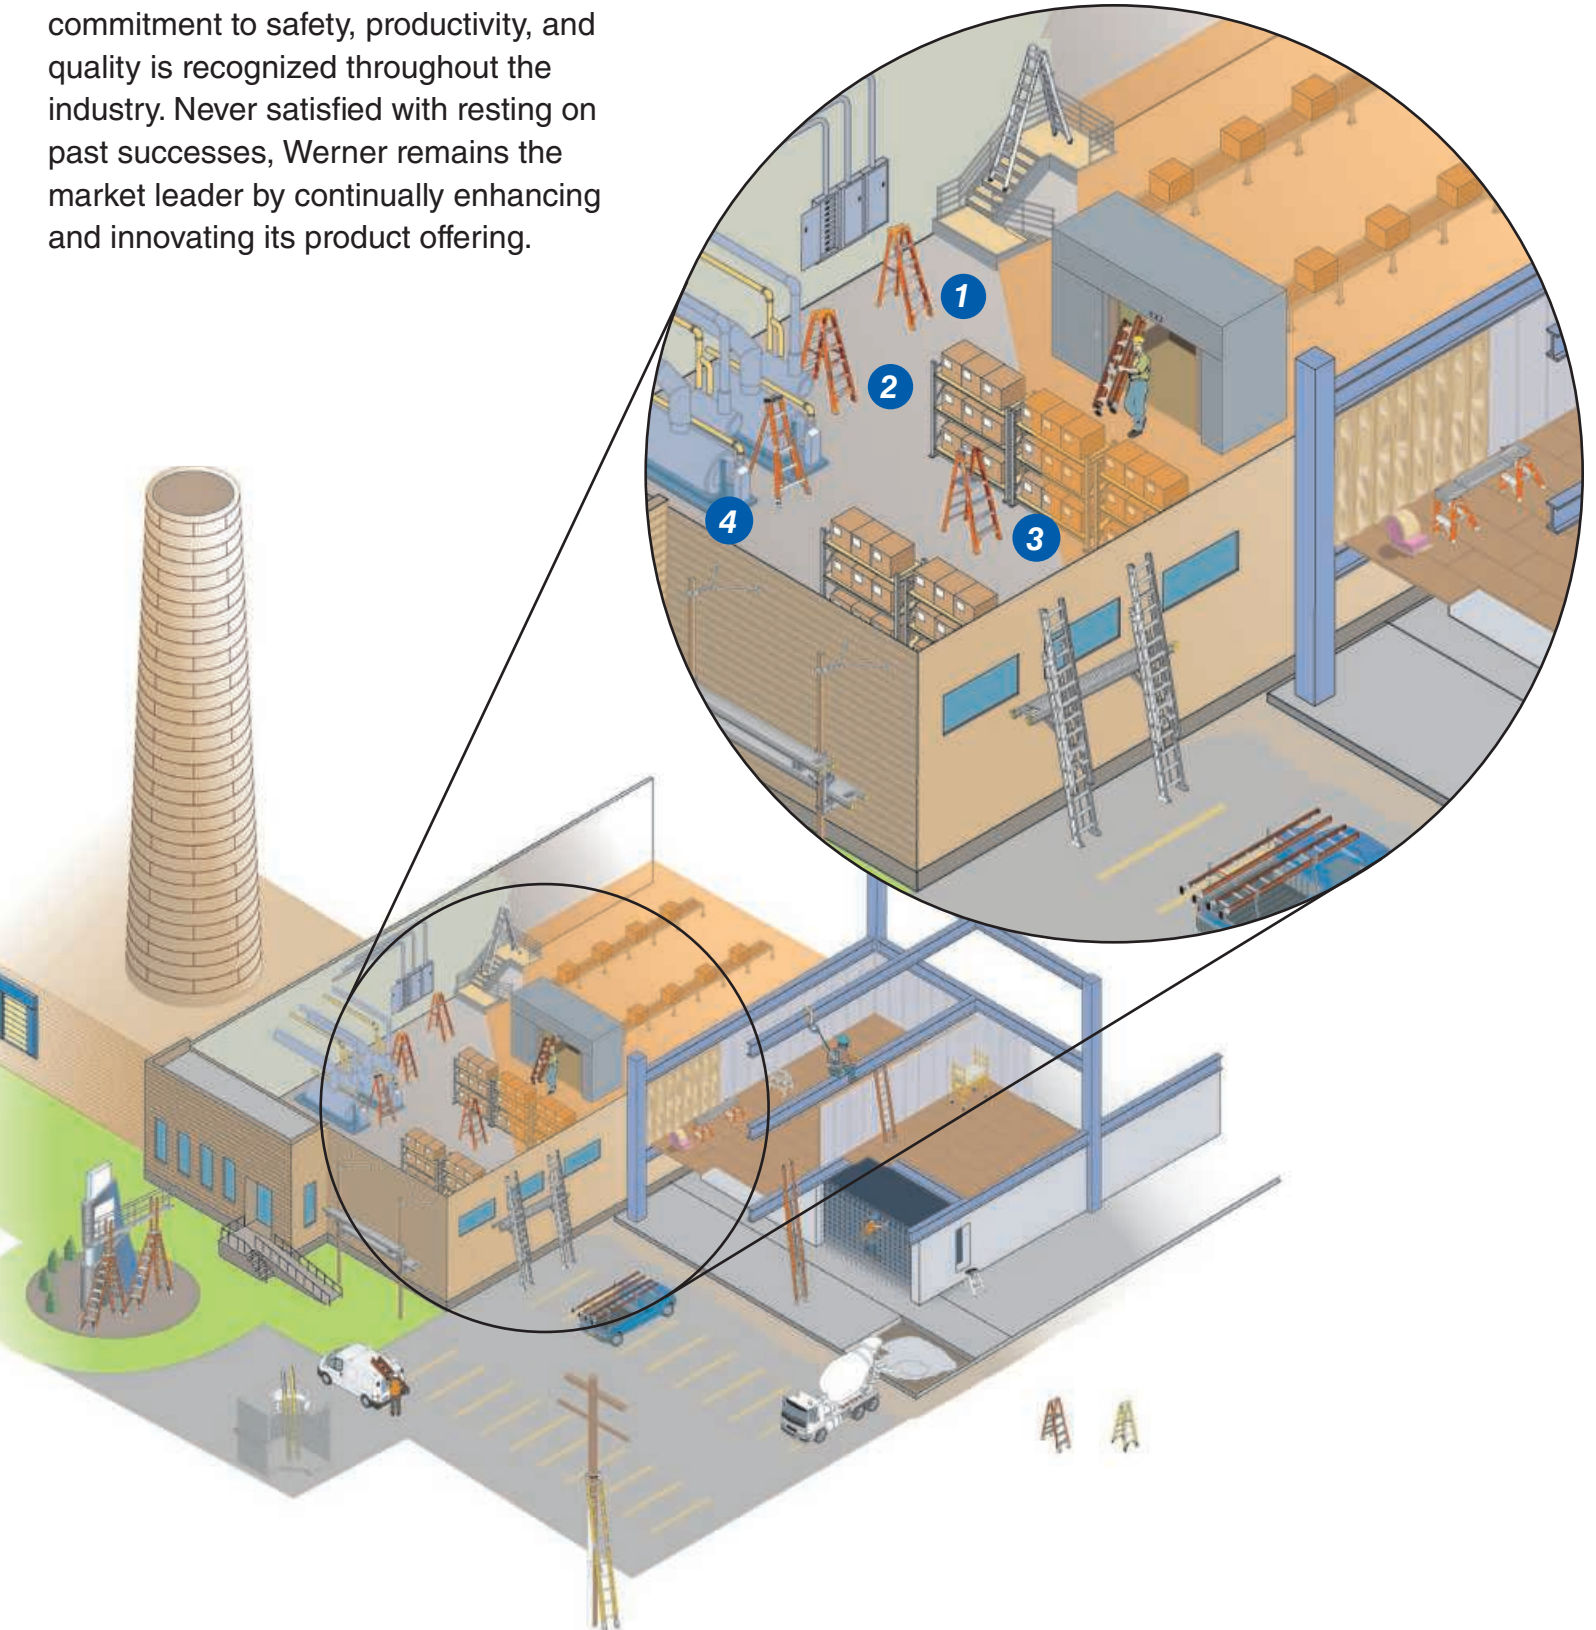 commitment to safety, productivity, and
quality is recognized throughout the
industry. Never satisfied with resting on
past successes, Werner remains the
market leader by continually enhancing
and innovating its product offering.
1
2
3
4